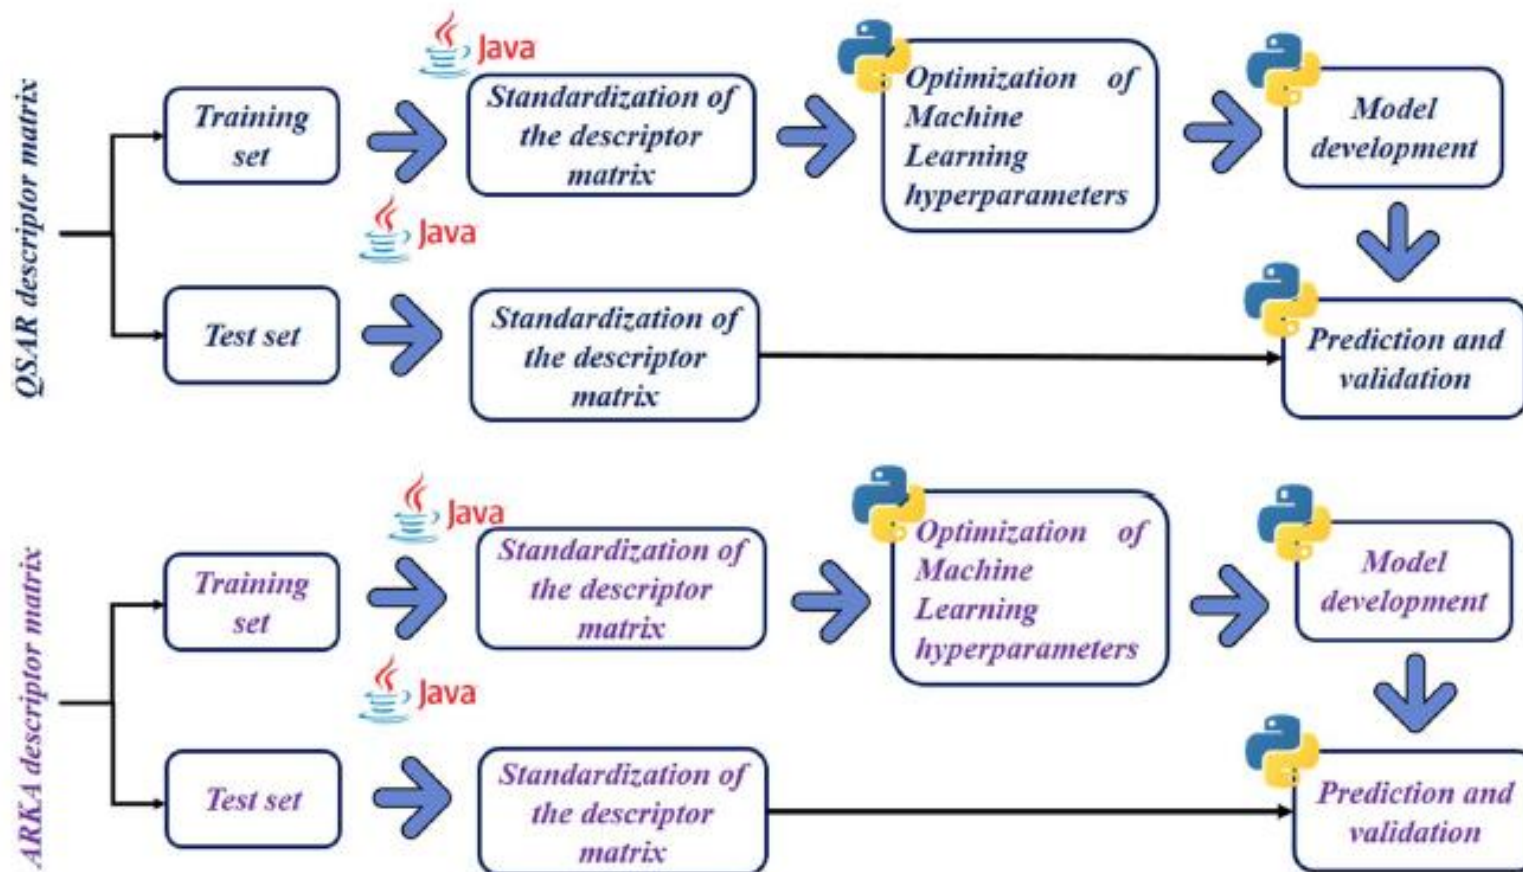 QSAR descriptor matrix
Java
Training
set
Standardization of
the descriptor
matrix
Optimization of
Machine
Learning
hyperparameters
Model
development
Java
Test set
Standardization of
the descriptor
matrix
Prediction and
validation
ARKA descriptor matrix
Java
Training
set
Standardization of
the descriptor
matrix
Optimization of
Machine
Learning
hyperparameters
Model
development
Java
Test set
Standardization of
the descriptor
matrix
Prediction and
validation